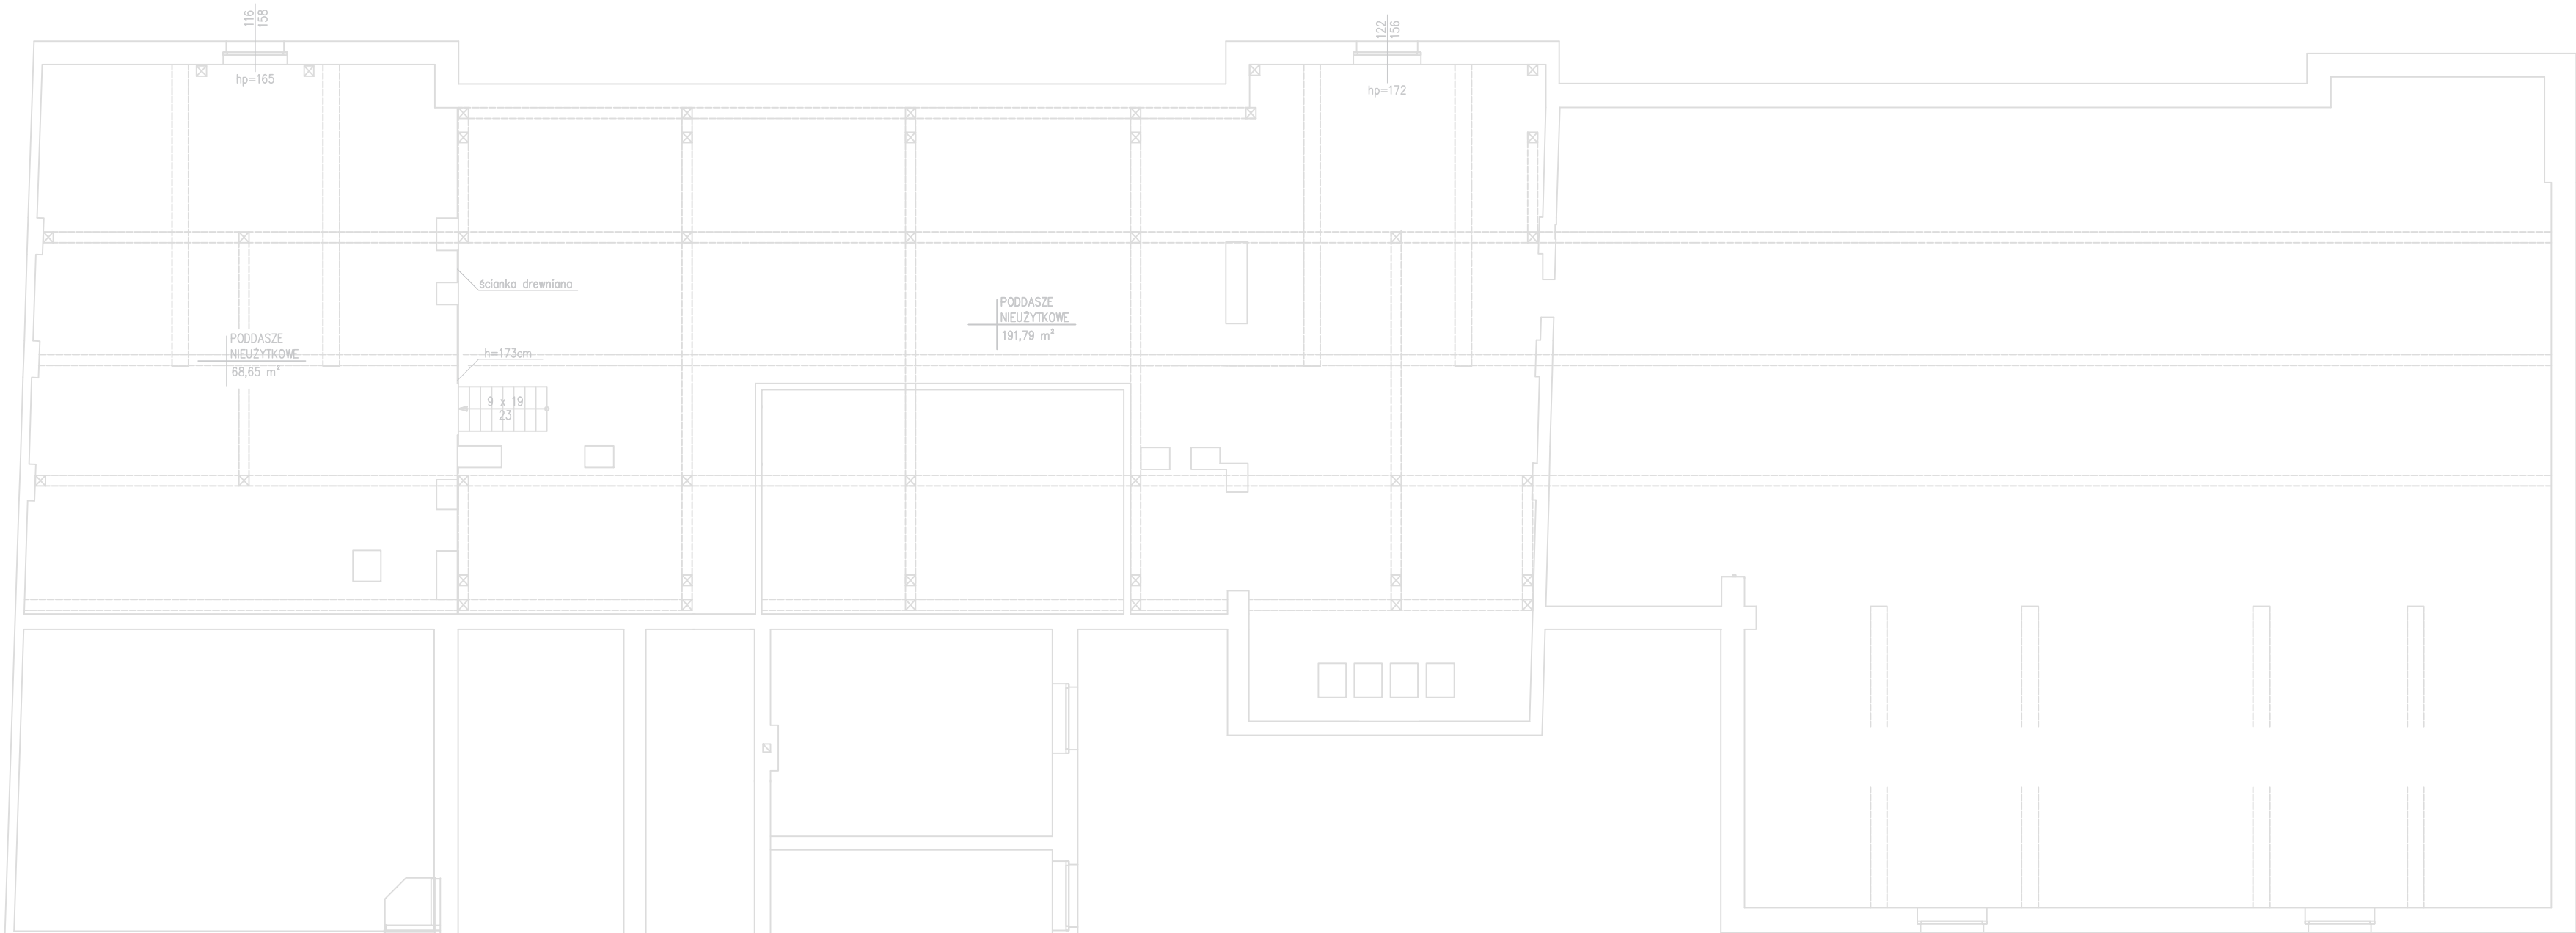 116
158
hp=165
122
156
hp=172
ścianka drewniana
PODDASZE
NIEUŻYTKOWE
191,79 m²
PODDASZE
NIEUŻYTKOWE
68,65 m²
h=173cm
9 x 19
23